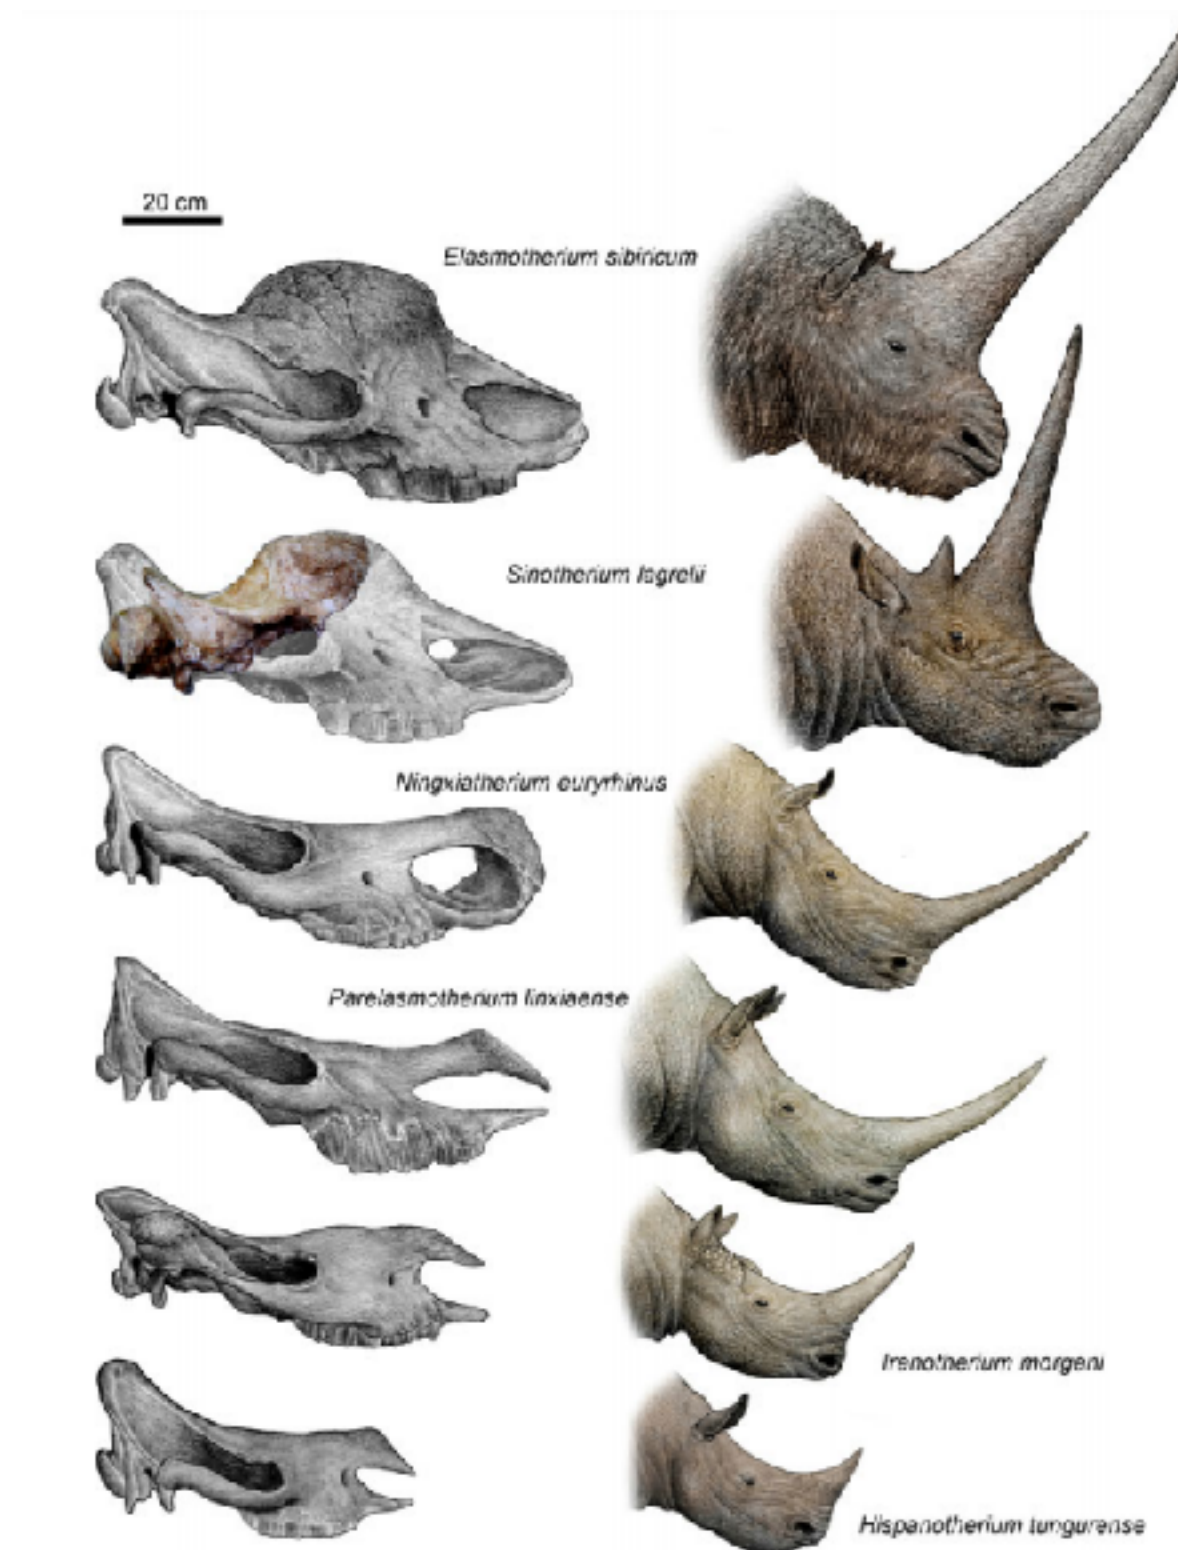 20 cm
Elasmotherium sibiricum
Sinotherium lagrelii
Ningxiatherium euryrhinus
Parelasmotherium linxiaense
Iranotherium morgani
Hispanotherium tungurense